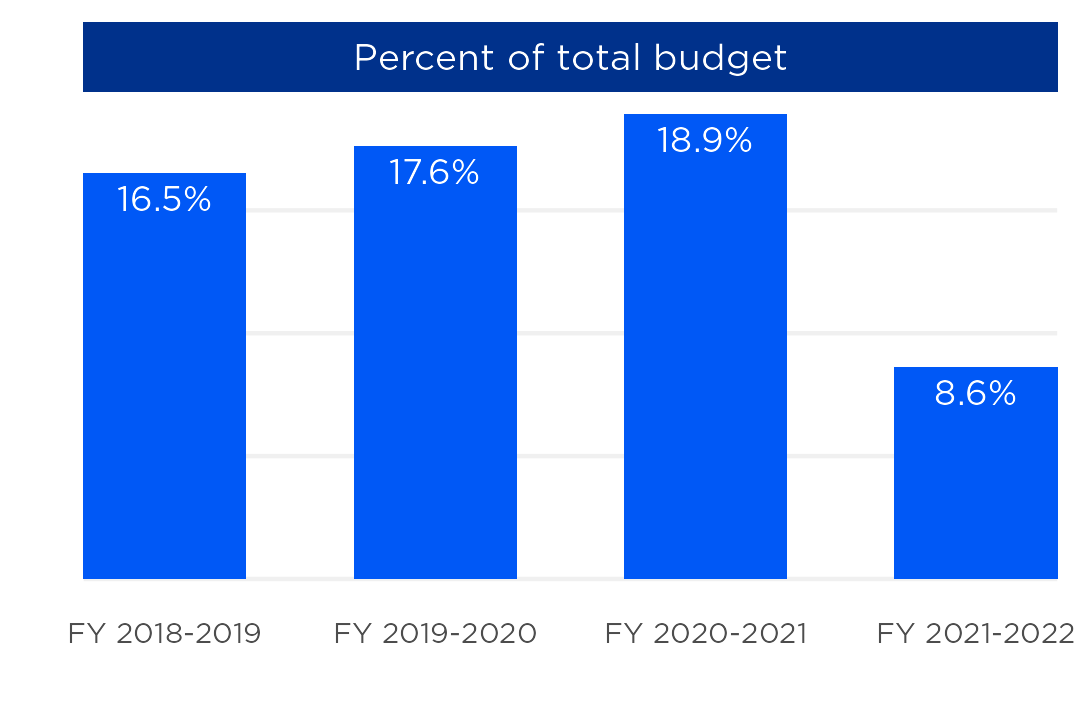 Percent of total budget
16.5%
17.6%
18.9%
8.6%
FY 2018-2019
FY 2019-2020
FY 2020-2021
FY 2021-2022